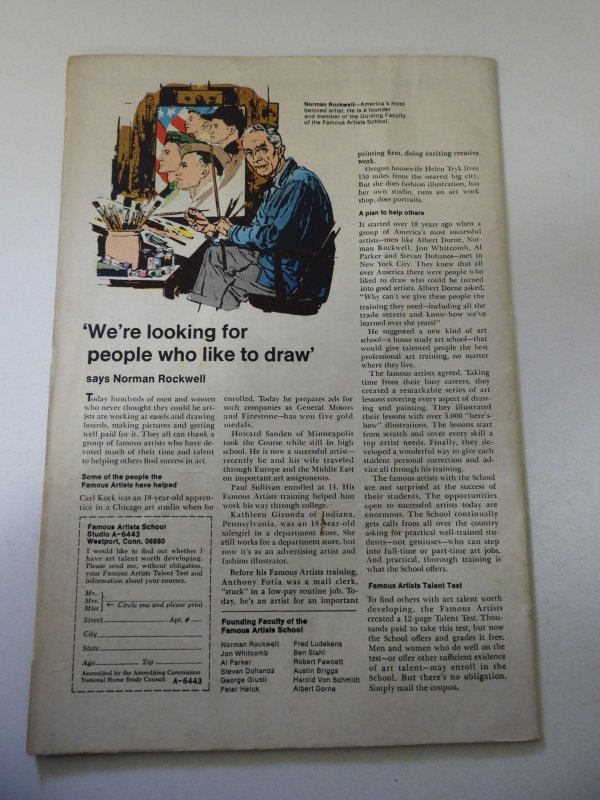 Norman Rockwell—America's most
beloved artist. He is a founder
and member of the Guiding Faculty
of the Famous Artists School.
'We're looking for
people who like to draw'
says Norman Rockwell
Today hundreds of men and women
who never thought they could be art-
ists are working at easels and drawing
boards, making pictures and getting
well paid for it. They all can thank a
group of famous artists who have de-
voted much of their time and talent
to helping others find success in art.
Some of the people the
Famous Artists have helped
Carl Kock was an 18-year-old appren-
tice in a Chicago art studio when he
Famous Artists School
Studio A-6443
Westport, Conn. 06880
I would like to find out whether I
have art talent worth developing.
Please send me, without obligation,
your Famous Artists Talent Test and
information about your courses.
Mr.
Mrs.
Miss
← Circle one and please print
Street Apt. #
City
State
Age Zip
Accredited by the Accrediting Commission
National Home Study Council A-6443
enrolled. Today he prepares ads for
such companies as General Motors
and Firestone—has won five gold
medals.
Howard Sanden of Minneapolis
took the Course while still in high
school. He is now a successful artist—
recently he and his wife traveled
through Europe and the Middle East
on important art assignments.
Paul Sullivan enrolled at 14. His
Famous Artists training helped him
work his way through college.
Kathleen Gironda of Indiana,
Pennsylvania, was an 18-year-old
salesgirl in a department store. She
still works for a department store, but
now it's as an advertising artist and
fashion illustrator.
Before his Famous Artists training,
Anthony Fotia was a mail clerk,
"stuck" in a low-pay routine job. To-
day, he's an artist for an important
Founding Faculty of the
Famous Artists School
Norman Rockwell
Jon Whitcomb
Al Parker
Stevan Dohanos
George Giusti
Peter Helck
Fred Ludekens
Ben Stahl
Robert Fawcett
Austin Briggs
Harold Von Schmidt
Albert Dorne
printing firm, doing exciting creative
work.
Oregon housewife Helen Tryk lives
150 miles from the nearest big city.
But she does fashion illustration, has
her own studio, runs an art work
shop, does portraits.
A plan to help others
It started over 18 years ago when a
group of America's most successful
artists—men like Albert Dorne, Nor-
man Rockwell, Jon Whitcomb, Al
Parker and Stevan Dohanos—met in
New York City. They knew that all
over America there were people who
liked to draw who could be turned
into good artists. Albert Dorne asked,
"Why can't we give these people the
training they need—including all the
trade secrets and know-how we've
learned over the years?"
He suggested a new kind of art
school—a home study art school—that
would give talented people the best
professional art training, no matter
where they live.
The famous artists agreed. Taking
time from their busy careers, they
created a remarkable series of art
lessons covering every aspect of draw-
ing and painting. They illustrated
their lessons with over 5,000 "here's-
how" illustrations. The lessons start
from scratch and cover every skill a
top artist needs. Finally, they de-
veloped a wonderful way to give each
student personal correction and ad-
vice all through his training.
The famous artists with the School
are not surprised at the success of
their students. The opportunities
open to successful artists today are
enormous. The School continually
gets calls from all over the country
asking for practical well-trained stu-
dents—not geniuses—who can step
into full-time or part-time art jobs.
And practical, thorough training is
what the School offers.
Famous Artists Talent Test
To find others with art talent worth
developing, the Famous Artists
created a 12-page Talent Test. Thou-
sands paid to take this test, but now
the School offers and grades it free.
Men and women who do well on the
test—or offer other sufficient evidence
of art talent—may enroll in the
School. But there's no obligation.
Simply mail the coupon.